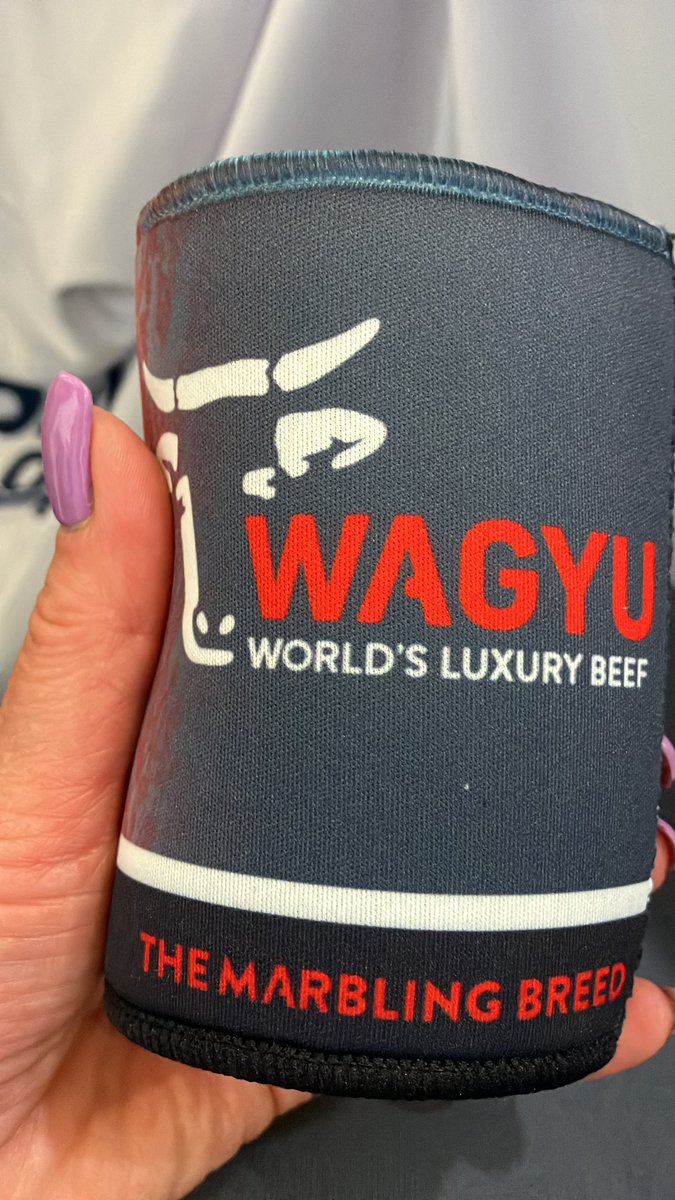 WAGYU
WORLD'S LUXURY BEEF
THE MARBLING BREED